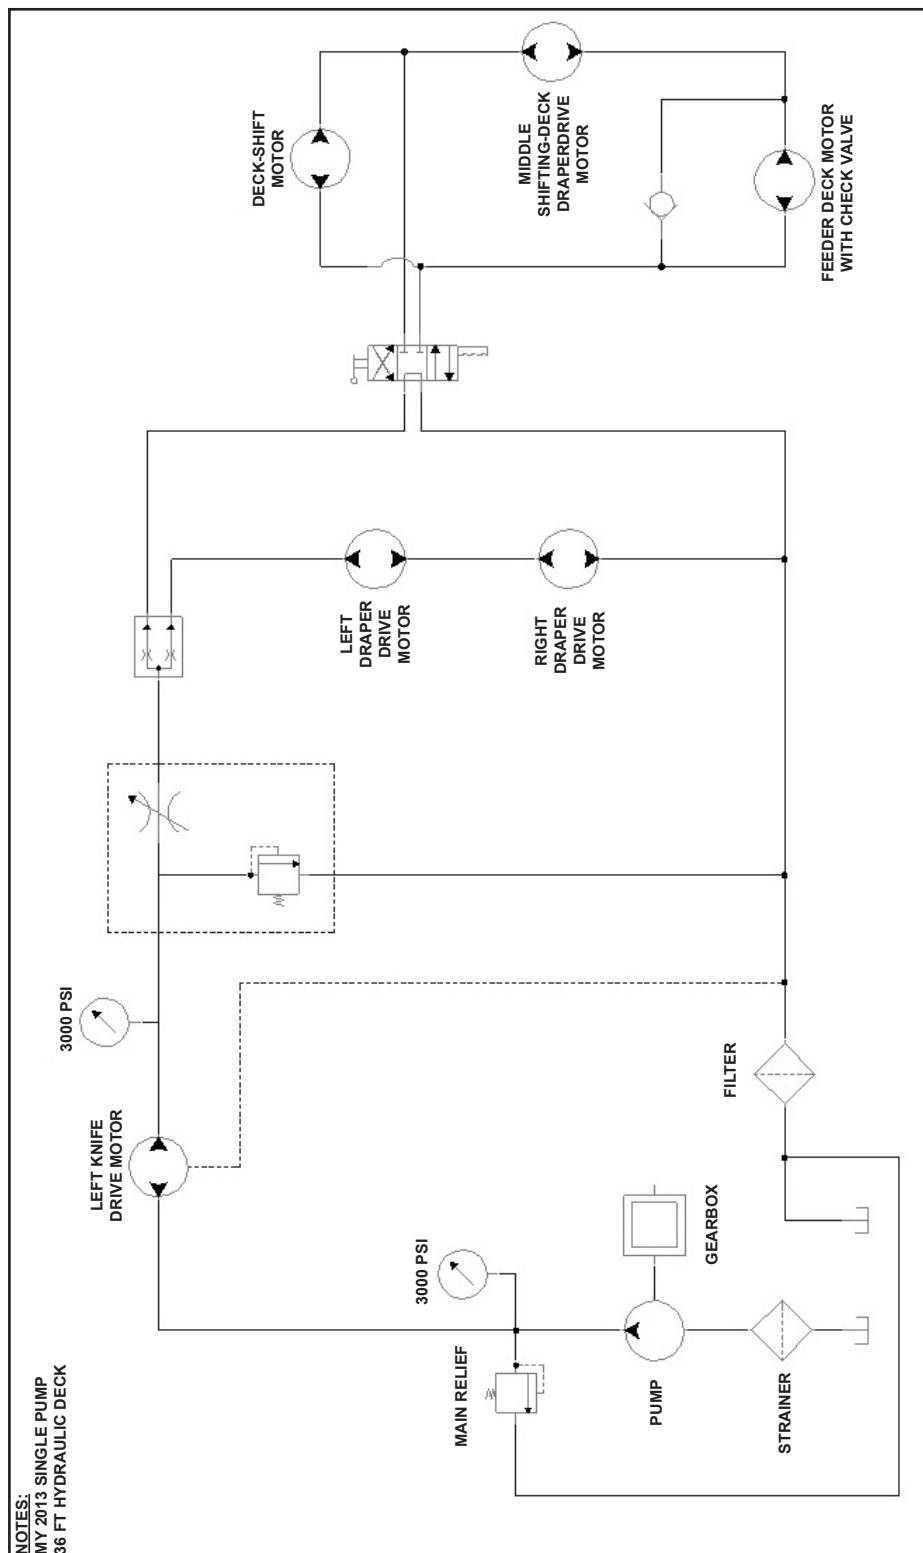 NOTES:
MY 2013 SINGLE PUMP
36 FT HYDRAULIC DECK
MAIN RELIEF
3000 PSI
PUMP
GEARBOX
STRAINER
LEFT KNIFE
DRIVE MOTOR
3000 PSI
FILTER
LEFT
DRAPER
DRIVE
MOTOR
RIGHT
DRAPER
DRIVE
MOTOR
DECK-SHIFT
MOTOR
MIDDLE
SHIFTING-DECK
DRAPERDRIVE
MOTOR
FEEDER DECK MOTOR
WITH CHECK VALVE